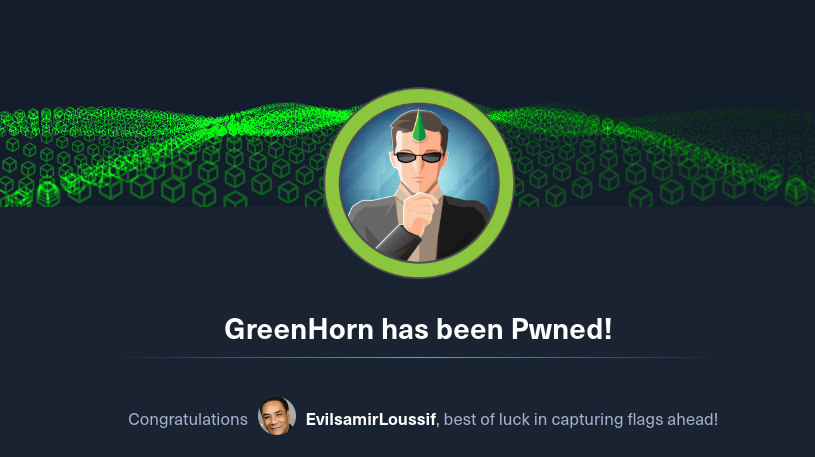 GreenHorn has been Pwned!
Congratulations EvilsamirLoussif, best of luck in capturing flags ahead!